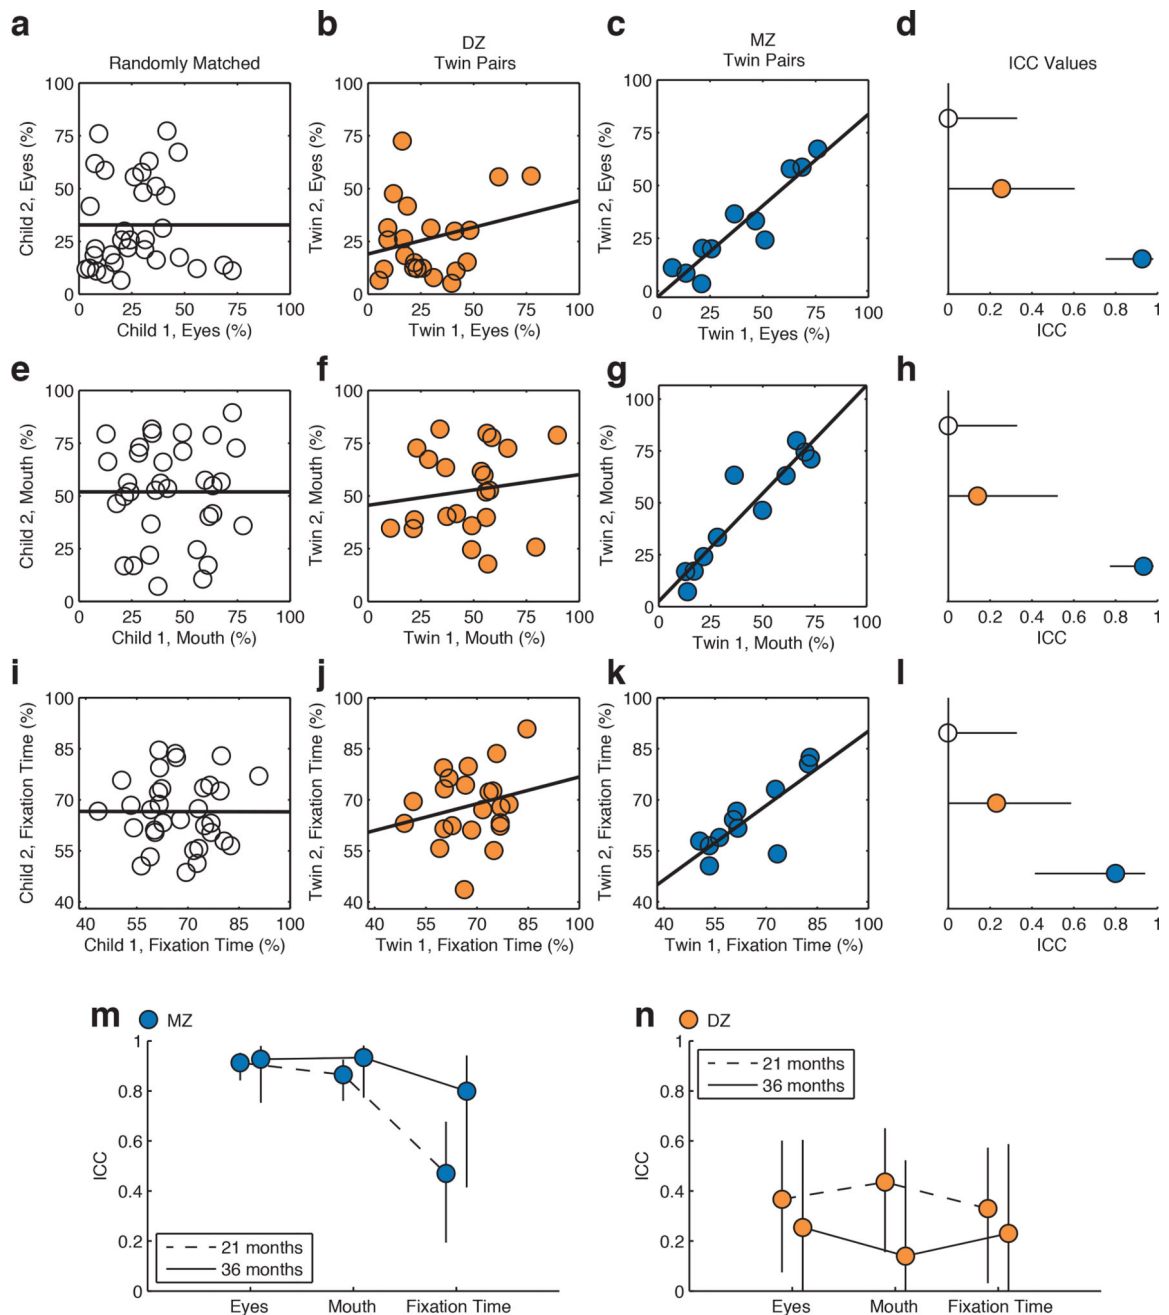 a
b
c
d
Randomly Matched
DZ
Twin Pairs
MZ
Twin Pairs
ICC Values
Child 2, Eyes (%)
100
75
50
25
0
0 25 50 75 100
Child 1, Eyes (%)
Twin 2, Eyes (%)
100
75
50
25
0
0 25 50 75 100
Twin 1, Eyes (%)
Twin 2, Eyes (%)
100
75
50
25
0
0 25 50 75 100
Twin 1, Eyes (%)
0 0.2 0.4 0.6 0.8 1
ICC
e
f
g
h
Child 2, Mouth (%)
100
75
50
25
0
0 25 50 75 100
Child 1, Mouth (%)
Twin 2, Mouth (%)
100
75
50
25
0
0 25 50 75 100
Twin 1, Mouth (%)
Twin 2, Mouth (%)
100
75
50
25
0
0 25 50 75 100
Twin 1, Mouth (%)
0 0.2 0.4 0.6 0.8 1
ICC
i
j
k
l
Child 2, Fixation Time (%)
100
85
70
55
40
40 55 70 85 100
Child 1, Fixation Time (%)
Twin 2, Fixation Time (%)
100
85
70
55
40
40 55 70 85 100
Twin 1, Fixation Time (%)
Twin 2, Fixation Time (%)
100
85
70
55
40
40 55 70 85 100
Twin 1, Fixation Time (%)
0 0.2 0.4 0.6 0.8 1
ICC
m
MZ
ICC
1
0.8
0.6
0.4
0.2
0
21 months
36 months
Eyes Mouth Fixation Time
n
DZ
ICC
1
0.8
0.6
0.4
0.2
0
21 months
36 months
Eyes Mouth Fixation Time